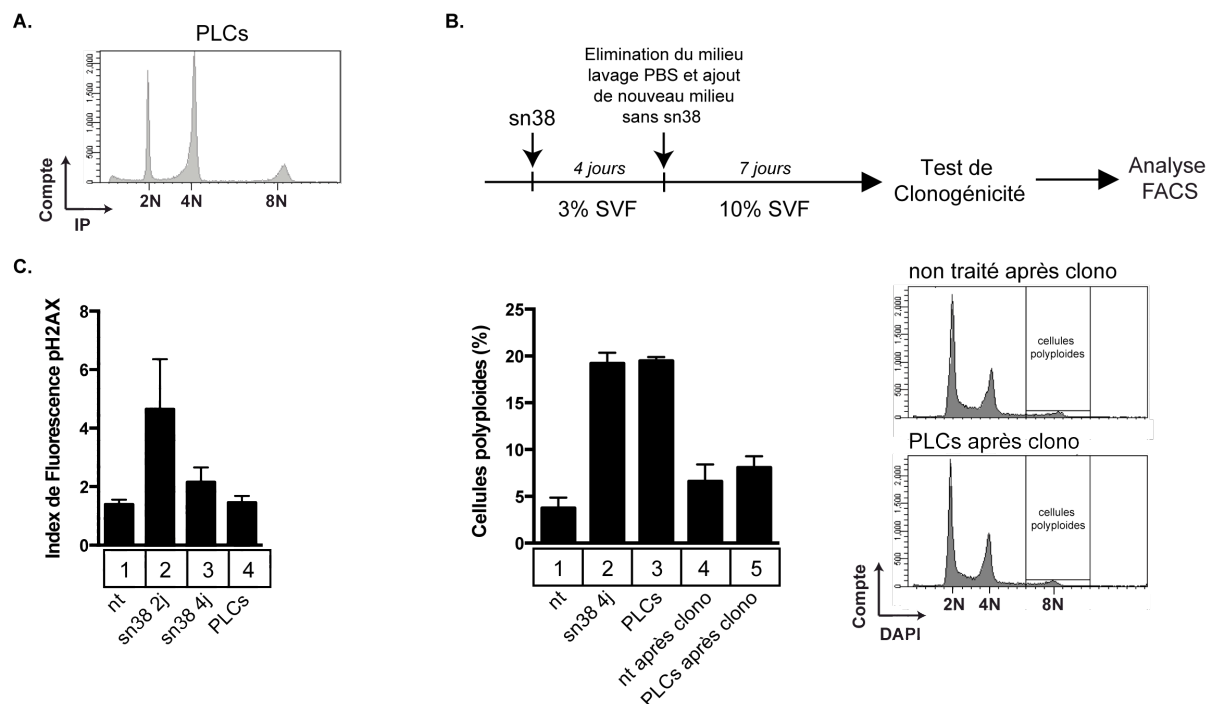 A.
PLCs
2,000
1,500
1,000
500
0
Compte
IP
2N 4N 8N
B.
Elimination du milieu
lavage PBS et ajout
de nouveau milieu
sans sn38
sn38
4 jours
7 jours
3% SVF
10% SVF
Test de
Clonogénicité
Analyse
FACS
C.
Index de Fluorescence pH2AX
8
6
4
2
0
1 2 3 4
nt
sn38 2j
sn38 4j
PLCs
Cellules polyploides (%)
25
20
15
10
5
0
1 2 3 4 5
nt
sn38 4j
PLCs
nt après clono
PLCs après clono
non traité après clono
2,000
1,500
1,000
500
0
cellules
polyploides
PLCs après clono
2,000
1,500
1,000
500
0
cellules
polyploides
2N 4N 8N
Compte
DAPI